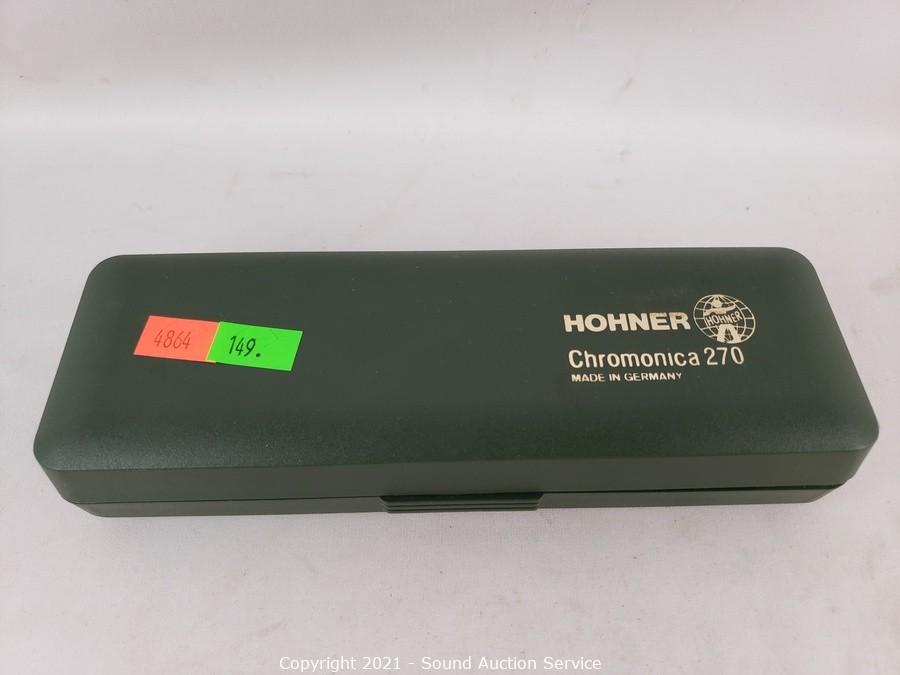 4864
149.
HOHNER
HOHNER
Chromonica 270
MADE IN GERMANY
Copyright 2021 - Sound Auction Service